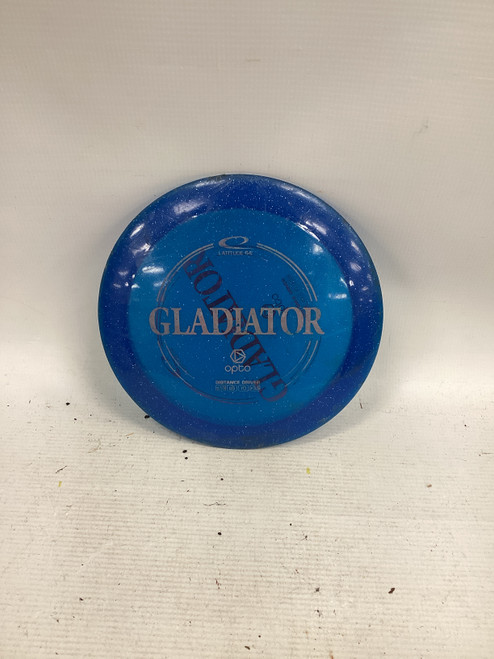 LATITUDE 64
GLADIATOR
GLADIATOR
opto
DISTANCE DRIVER